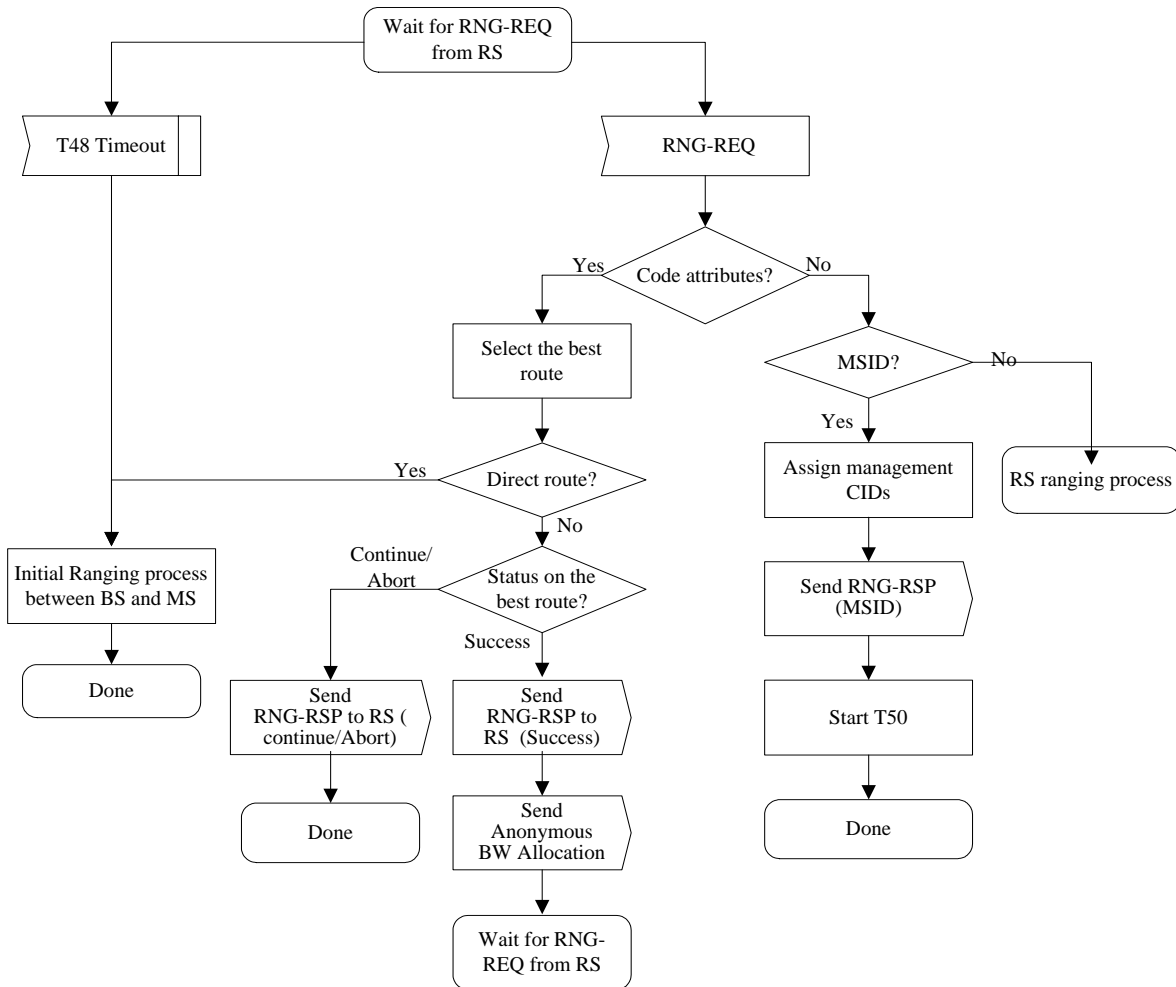 Wait for RNG-REQ
from RS
T48 Timeout
RNG-REQ
Code attributes?
Yes
No
Select the best
route
MSID?
No
Yes
Direct route?
Yes
No
Assign management
CIDs
RS ranging process
Initial Ranging process
between BS and MS
Continue/
Abort
Status on the
best route?
Success
Send RNG-RSP
(MSID)
Done
Send
RNG-RSP to RS (
continue/Abort)
Send
RNG-RSP to
RS (Success)
Start T50
Done
Send
Anonymous
BW Allocation
Done
Wait for RNG-
REQ from RS